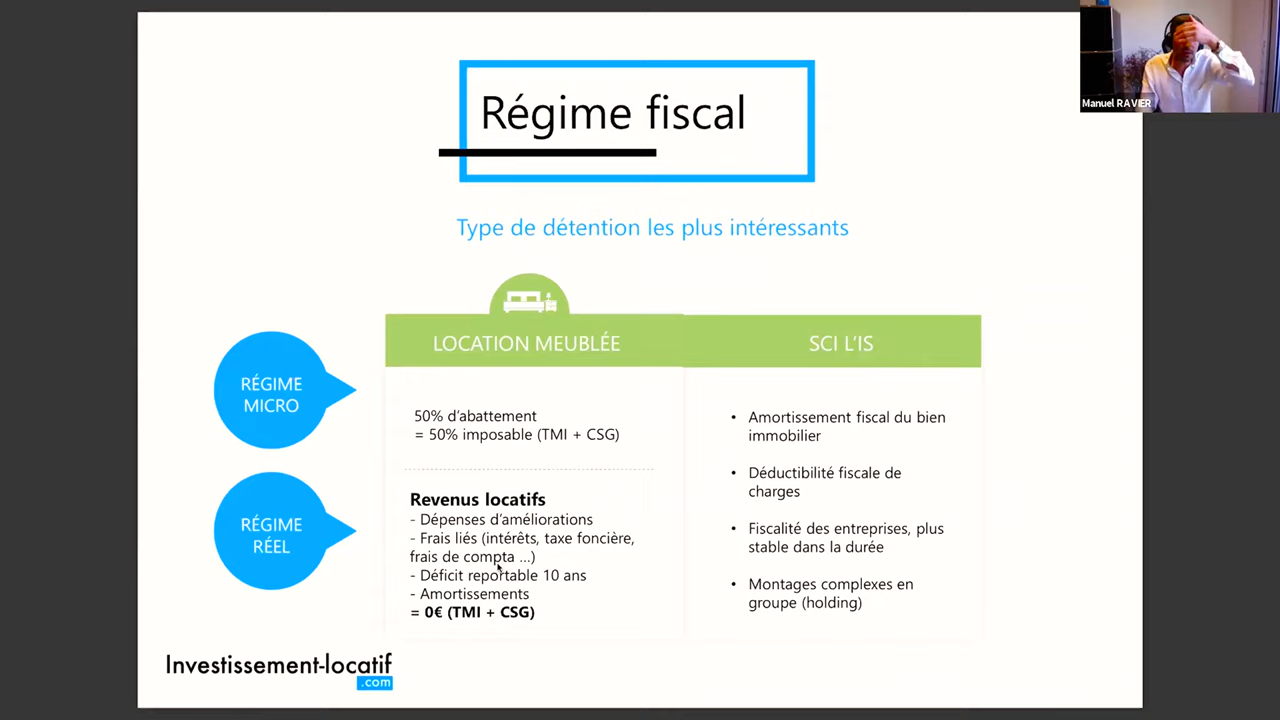 Manuel RAVIER
Régime fiscal
Type de détention les plus intéressants
LOCATION MEUBLÉE
SCI L'IS
RÉGIME
MICRO
50% d'abattement
= 50% imposable (TMI + CSG)
RÉGIME
RÉEL
Revenus locatifs
- Dépenses d'améliorations
- Frais liés (intérêts, taxe foncière,
frais de compta ...)
- Déficit reportable 10 ans
- Amortissements
= 0€ (TMI + CSG)
• Amortissement fiscal du bien
immobilier
• Déductibilité fiscale de
charges
• Fiscalité des entreprises, plus
stable dans la durée
• Montages complexes en
groupe (holding)
Investissement-locatif
.com